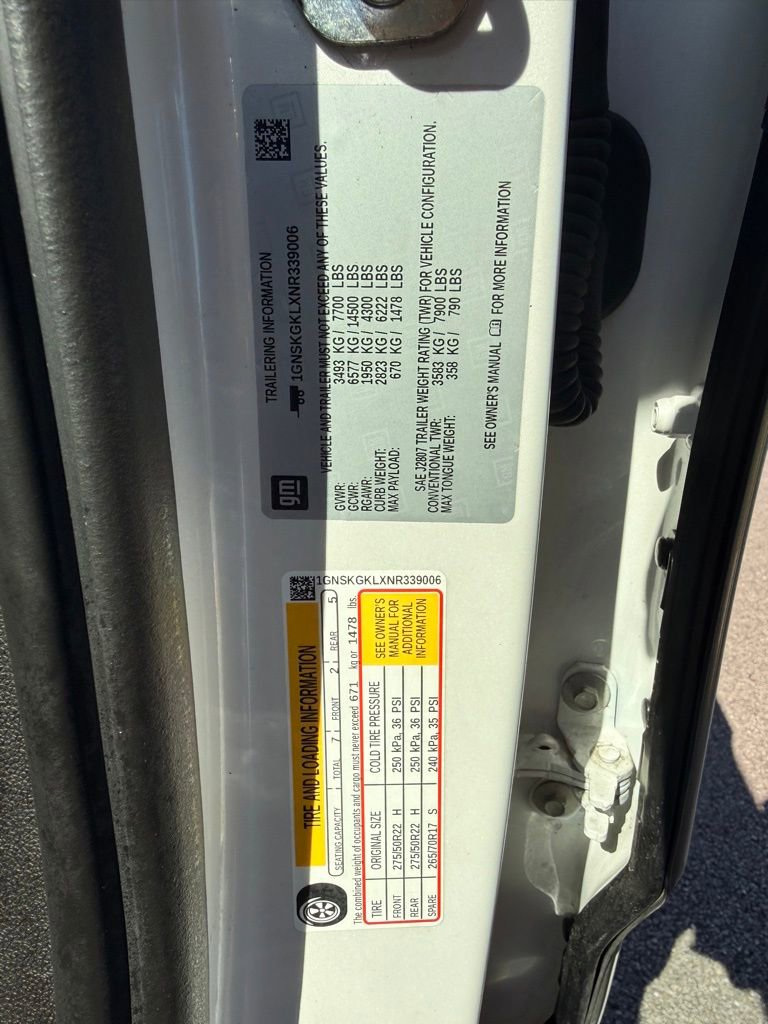 TRAILERING INFORMATION
1GNSKGKLXNR339006
gm
VEHICLE AND TRAILER MUST NOT EXCEED ANY OF THESE VALUES.
GVWR: 3493 KG / 7700 LBS
GCWR: 6577 KG / 14500 LBS
RGAWR: 1950 KG / 4300 LBS
CURB WEIGHT: 2823 KG / 6222 LBS
MAX PAYLOAD: 670 KG / 1478 LBS
SAE J2807 TRAILER WEIGHT RATING (TWR) FOR VEHICLE CONFIGURATION.
CONVENTIONAL TWR: 3583 KG / 7900 LBS
MAX TONGUE WEIGHT: 358 KG / 790 LBS
SEE OWNER'S MANUAL FOR MORE INFORMATION
TIRE AND LOADING INFORMATION
SEATING CAPACITY TOTAL 7 FRONT 2 REAR 5
The combined weight of occupants and cargo must never exceed 671 kg or 1478 lbs.
TIRE ORIGINAL SIZE COLD TIRE PRESSURE
FRONT 275/50R22 H 250 kPa, 36 PSI
REAR 275/50R22 H 250 kPa, 36 PSI
SPARE 265/70R17 S 240 kPa, 35 PSI
SEE OWNER'S
MANUAL FOR
ADDITIONAL
INFORMATION
1GNSKGKLXNR339006